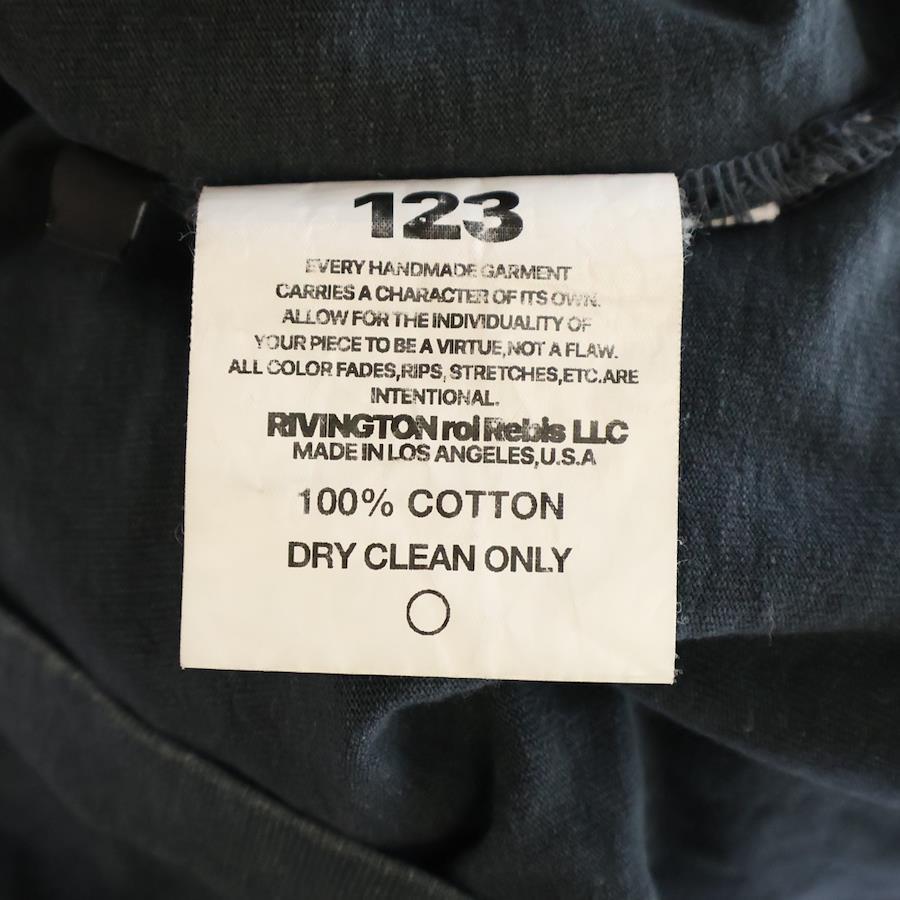 123
EVERY HANDMADE GARMENT
CARRIES A CHARACTER OF ITS OWN.
ALLOW FOR THE INDIVIDUALITY OF
YOUR PIECE TO BE A VIRTUE,NOT A FLAW.
ALL COLOR FADES,RIPS, STRETCHES,ETC.ARE
INTENTIONAL.
RIVINGTON roi Rebis LLC
MADE IN LOS ANGELES,U.S.A
100% COTTON
DRY CLEAN ONLY